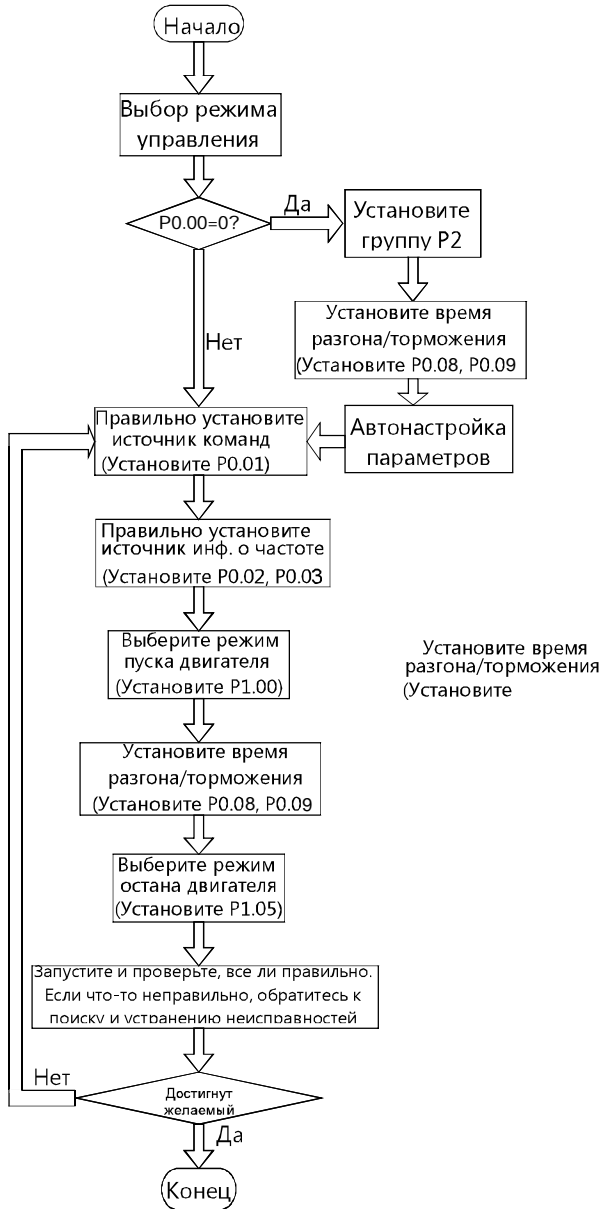 Начало
Выбор режима
управления
P0.00=0?
Да
Установите
группу P2
Установите время
разгона/торможения
(Установите P0.08, P0.09
Нет
Правильно установите
источник команд
(Установите P0.01)
Автонастройка
параметров
Правильно установите
источник инф. о частоте
(Установите P0.02, P0.03
Выберите режим
пуска двигателя
(Установите P1.00)
Установите время
разгона/торможения
(Установите
Установите время
разгона/торможения
(Установите P0.08, P0.09
Выберите режим
остана двигателя
(Установите P1.05)
Запустите и проверьте, все ли правильно.
Если что-то неправильно, обратитесь к
поиску и устранению неисправностей
Нет
Достигнут
желаемый
Да
Конец